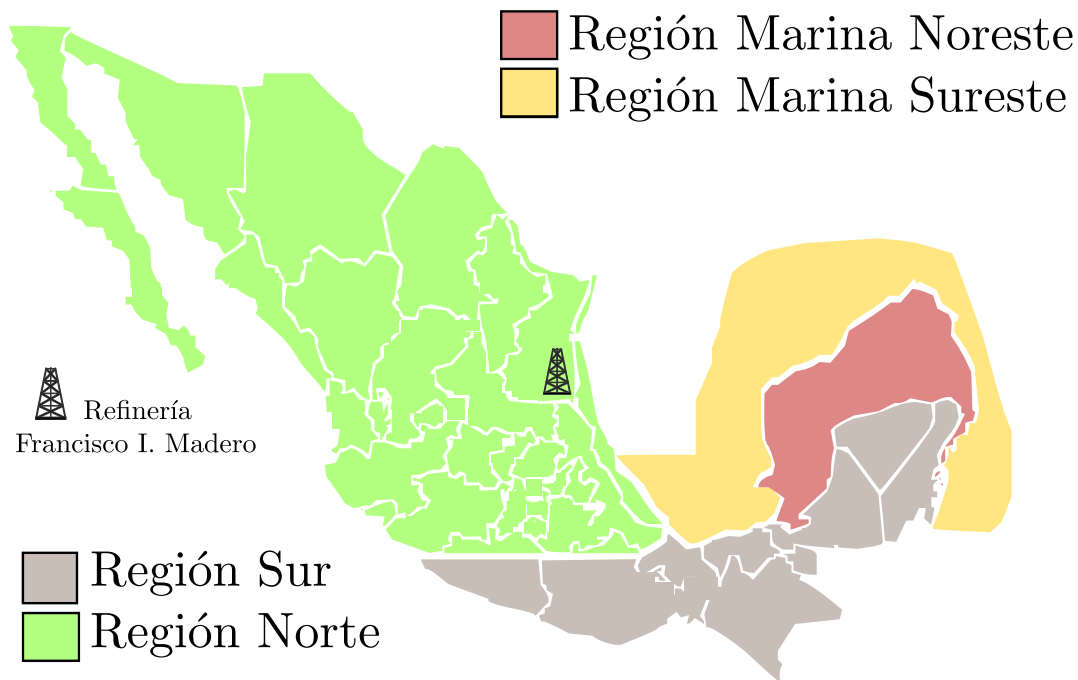 Región Marina Noreste
Región Marina Sureste
Refinería
Francisco I. Madero
Región Sur
Región Norte